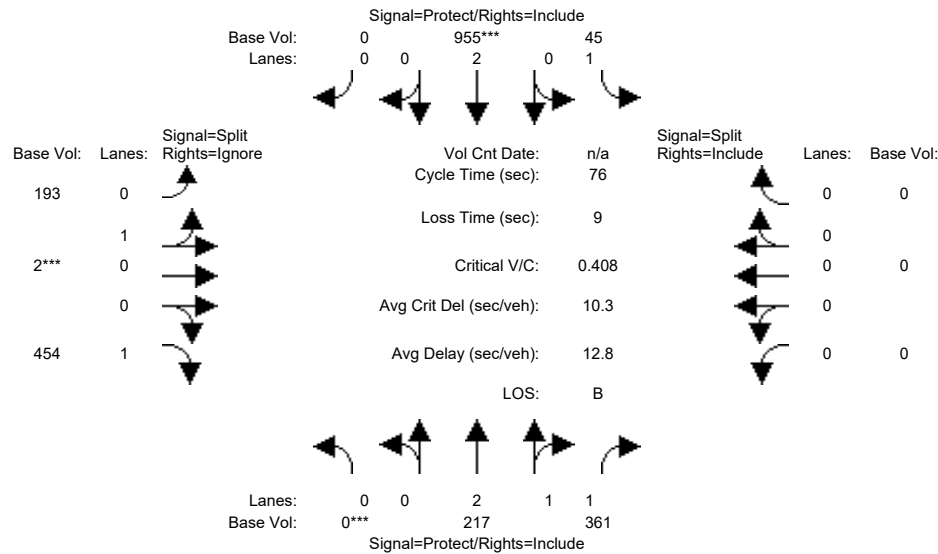 Signal=Protect/Rights=Include
Base Vol: 0 955*** 45
Lanes: 0 0 2 0 1
Signal=Split
Base Vol: Lanes: Rights=Ignore
Vol Cnt Date: n/a
Signal=Split
Rights=Include Lanes: Base Vol:
Cycle Time (sec): 76
193 0
0 0
Loss Time (sec): 9
1
0
2*** 0
Critical V/C: 0.408
0 0
0
Avg Crit Del (sec/veh): 10.3
0
454 1
Avg Delay (sec/veh): 12.8
0 0
LOS: B
Lanes: 0 0 2 1 1
Base Vol: 0*** 217 361
Signal=Protect/Rights=Include